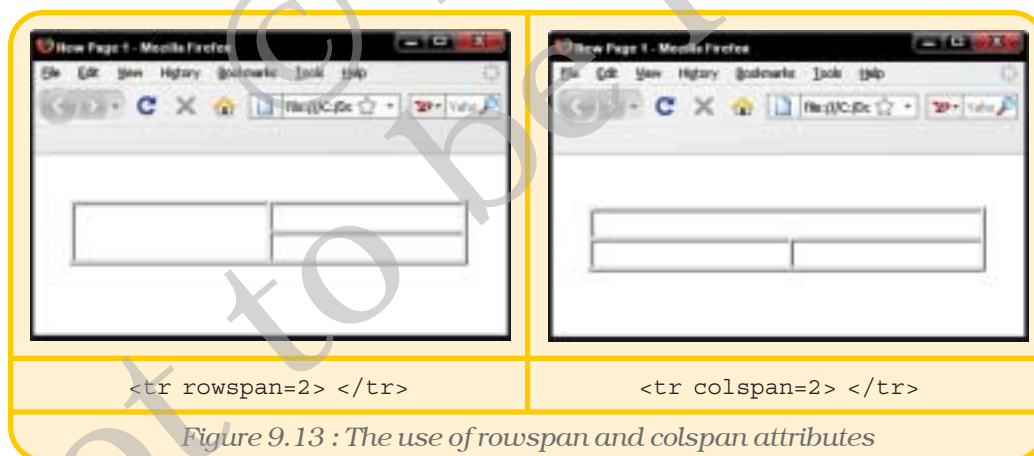 New Page 1 - Mozilla Firefox
File Edit View History Bookmarks Tools Help
New Page 1 - Mozilla Firefox
File Edit View History Bookmarks Tools Help
<tr rowspan=2> </tr>
<tr colspan=2> </tr>
Figure 9.13 : The use of rowspan and colspan attributes